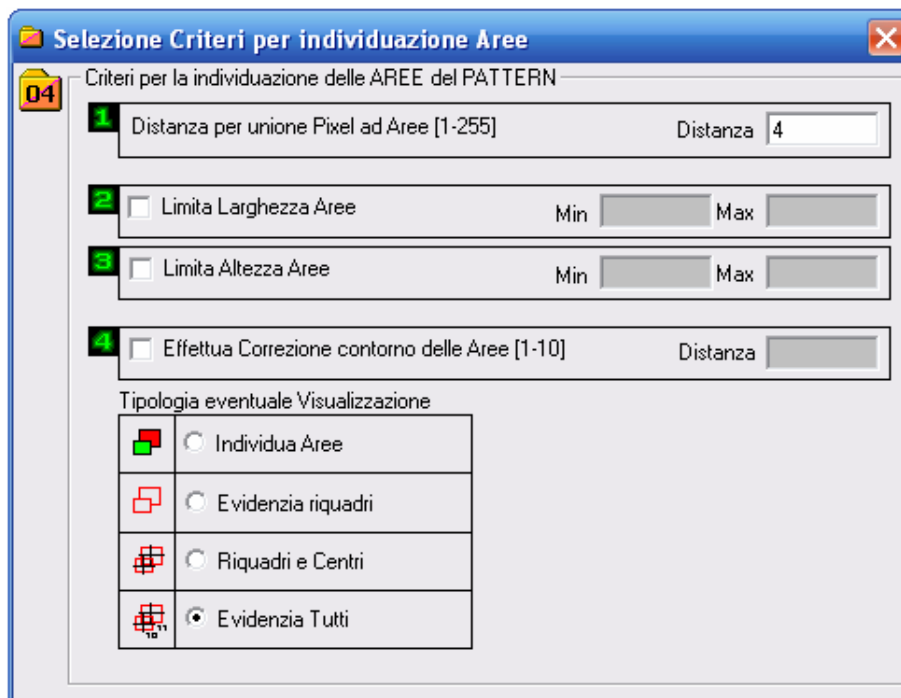 Selezione Criteri per individuazione Aree
04
Criteri per la individuazione delle AREE del PATTERN
1 Distanza per unione Pixel ad Aree [1-255] Distanza 4
2 Limita Larghezza Aree Min Max
3 Limita Altezza Aree Min Max
4 Effettua Correzione contorno delle Aree [1-10] Distanza
Tipologia eventuale Visualizzazione
Individua Aree
Evidenzia riquadri
Riquadri e Centri
10 11 Evidenzia Tutti